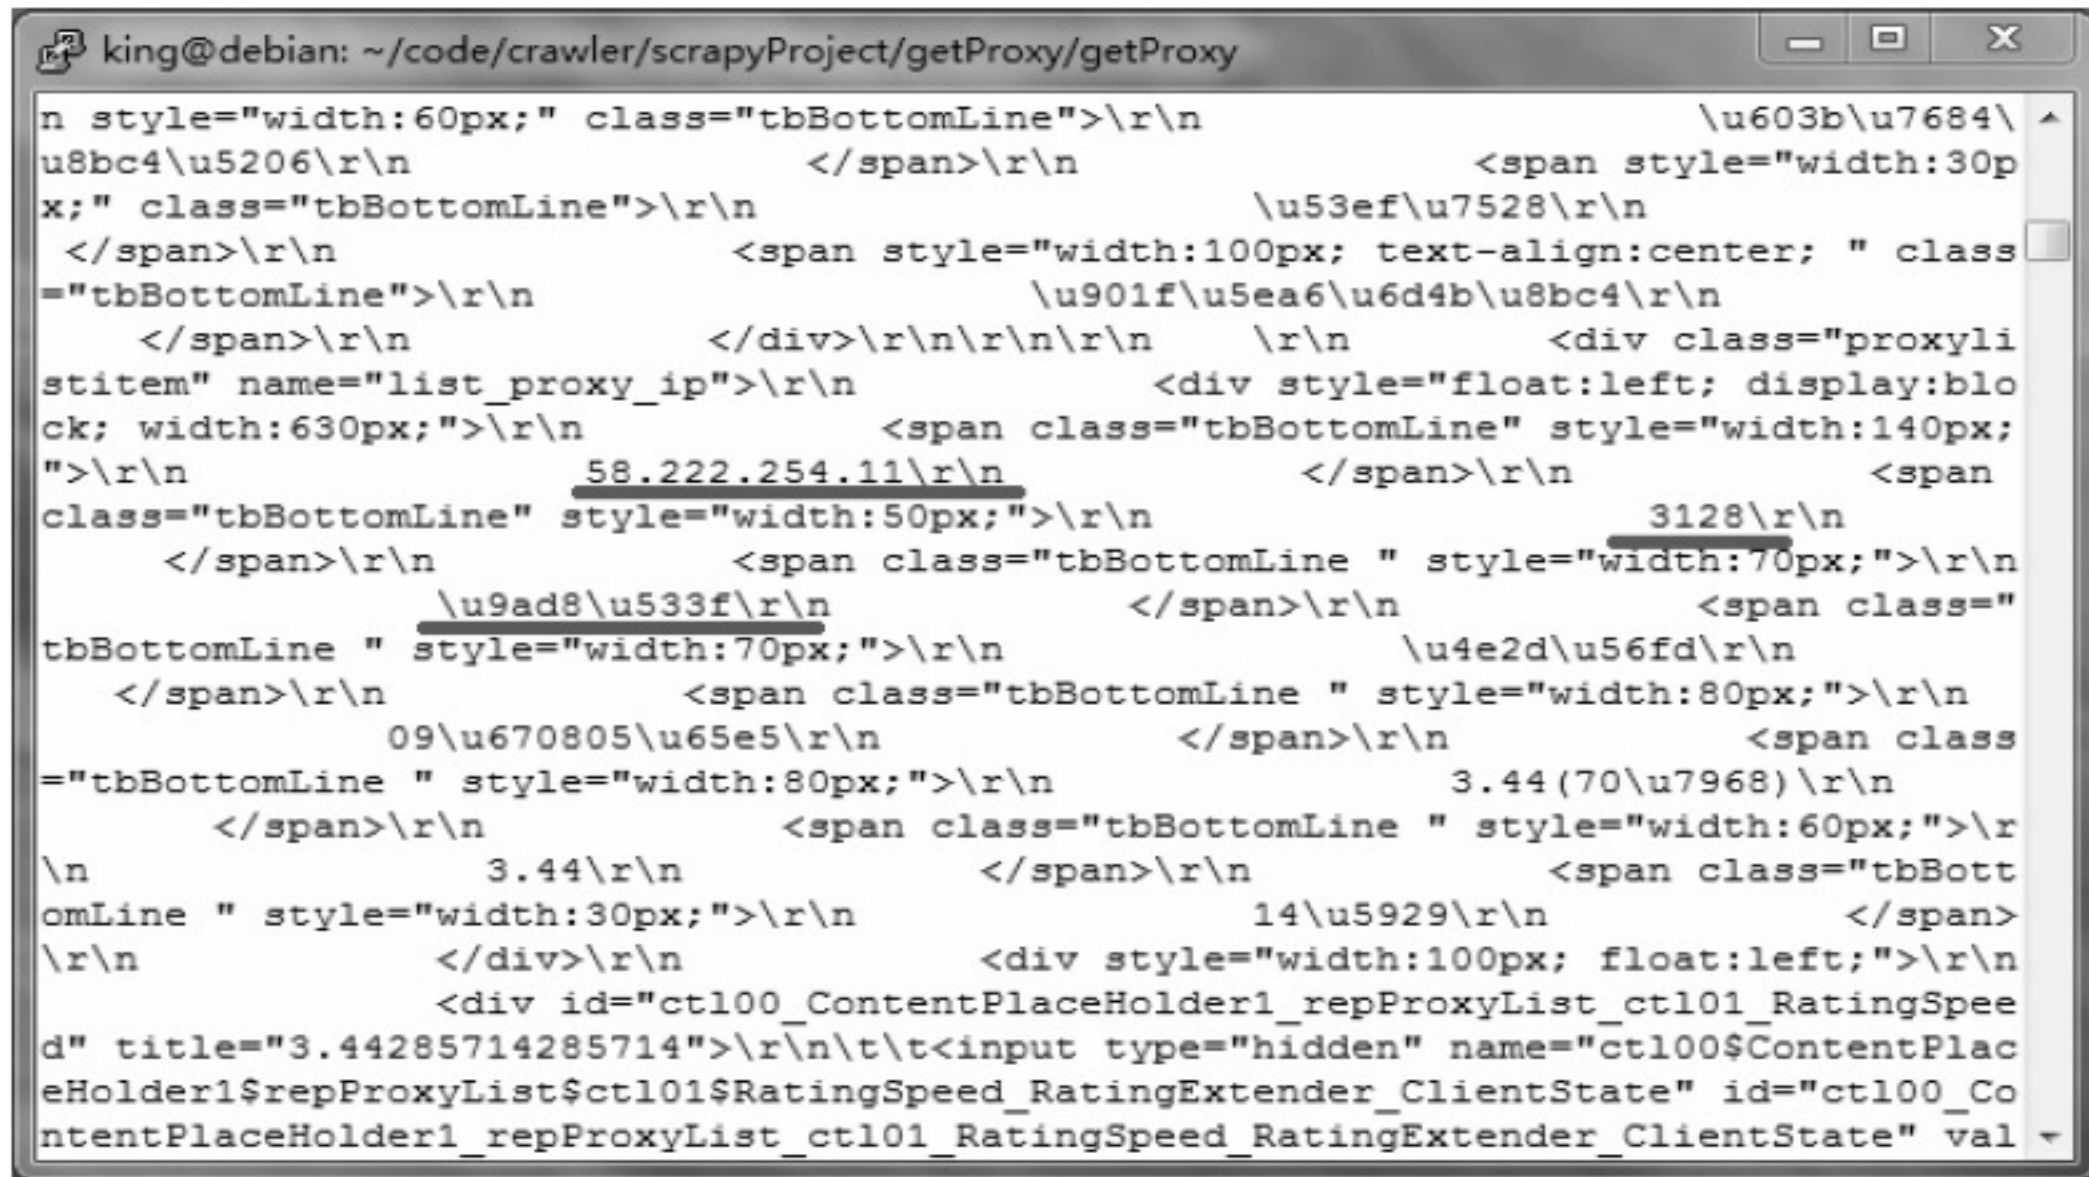 king@debian: ~/code/crawler/scrapyProject/getProxy/getProxy
n style="width:60px;" class="tbBottomLine">\r\n                    \u603b\u7684\
u8bc4\u5206\r\n                </span>\r\n                <span style="width:30p
x;" class="tbBottomLine">\r\n                    \u53ef\u7528\r\n
 </span>\r\n                <span style="width:100px; text-align:center; " class
="tbBottomLine">\r\n                    \u901f\u5ea6\u6d4b\u8bc4\r\n
    </span>\r\n            </div>\r\n\r\n\r\n    \r\n        <div class="proxyli
stitem" name="list_proxy_ip">\r\n            <div style="float:left; display:blo
ck; width:630px;">\r\n            <span class="tbBottomLine" style="width:140px;
">\r\n                58.222.254.11\r\n            </span>\r\n            <span
class="tbBottomLine" style="width:50px;">\r\n                    3128\r\n
     </span>\r\n            <span class="tbBottomLine " style="width:70px;">\r\n
                \u9ad8\u533f\r\n            </span>\r\n            <span class="
tbBottomLine " style="width:70px;">\r\n                \u4e2d\u56fd\r\n
   </span>\r\n            <span class="tbBottomLine " style="width:80px;">\r\n
              09\u670805\u65e5\r\n            </span>\r\n            <span class
="tbBottomLine " style="width:80px;">\r\n                3.44(70\u7968)\r\n
       </span>\r\n            <span class="tbBottomLine " style="width:60px;">\r
\n                3.44\r\n            </span>\r\n            <span class="tbBott
omLine " style="width:30px;">\r\n                14\u5929\r\n            </span>
\r\n            </div>\r\n            <div style="width:100px; float:left;">\r\n
                <div id="ctl00_ContentPlaceHolder1_repProxyList_ctl01_RatingSpee
d" title="3.44285714285714">\r\n\t\t<input type="hidden" name="ctl00$ContentPlac
eHolder1$repProxyList$ctl01$RatingSpeed_RatingExtender_ClientState" id="ctl00_Co
ntentPlaceHolder1_repProxyList_ctl01_RatingSpeed_RatingExtender_ClientState" val